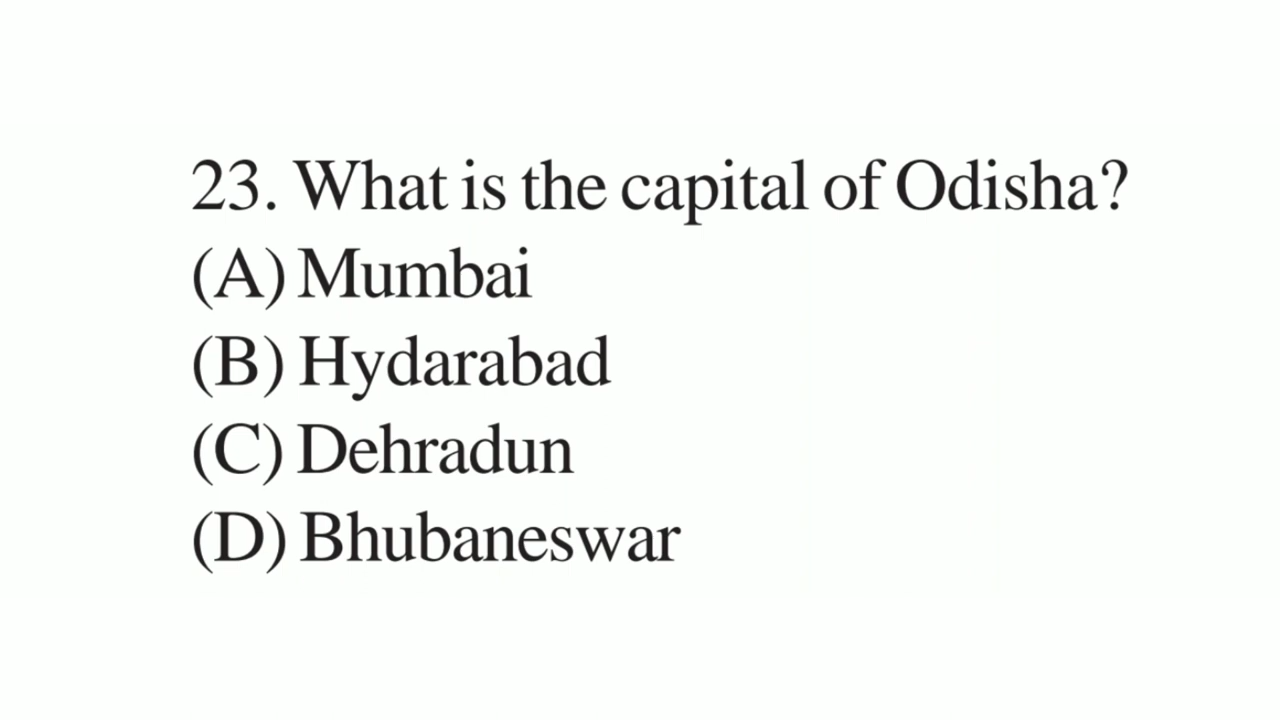 23. What is the capital of Odisha?
(A) Mumbai
(B) Hydarabad
(C) Dehradun
(D) Bhubaneswar